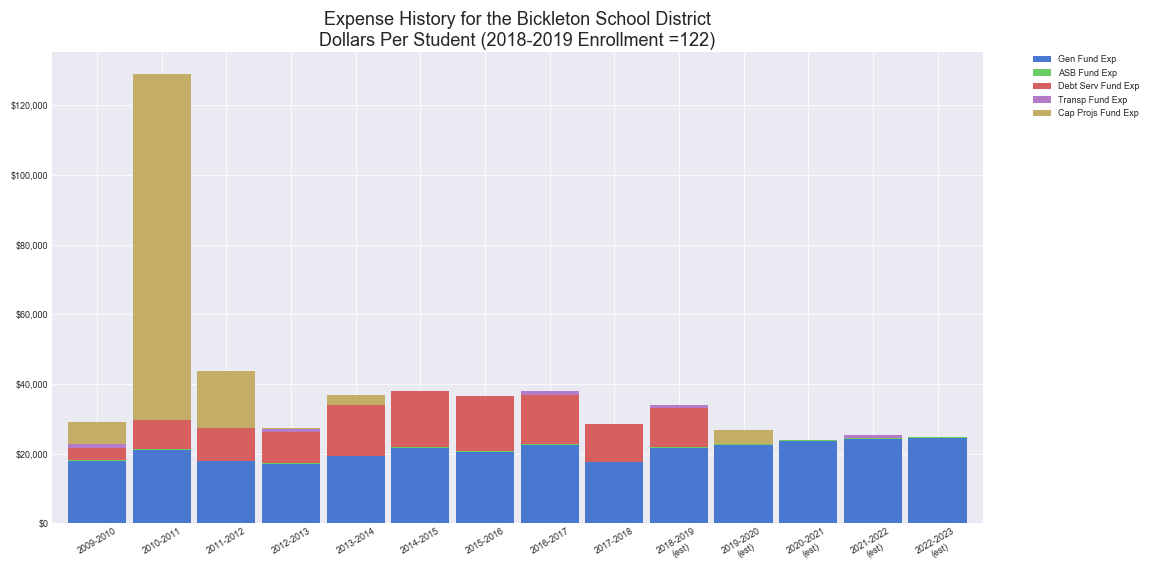 Expense History for the Bickleton School District
Dollars Per Student (2018-2019 Enrollment =122)
Gen Fund Exp
ASB Fund Exp
Debt Serv Fund Exp
Transp Fund Exp
Cap Projs Fund Exp
$120,000
$100,000
$80,000
$60,000
$40,000
$20,000
$0
2009-2010
2010-2011
2011-2012
2012-2013
2013-2014
2014-2015
2015-2016
2016-2017
2017-2018
2018-2019
(est)
2019-2020
(est)
2020-2021
(est)
2021-2022
(est)
2022-2023
(est)